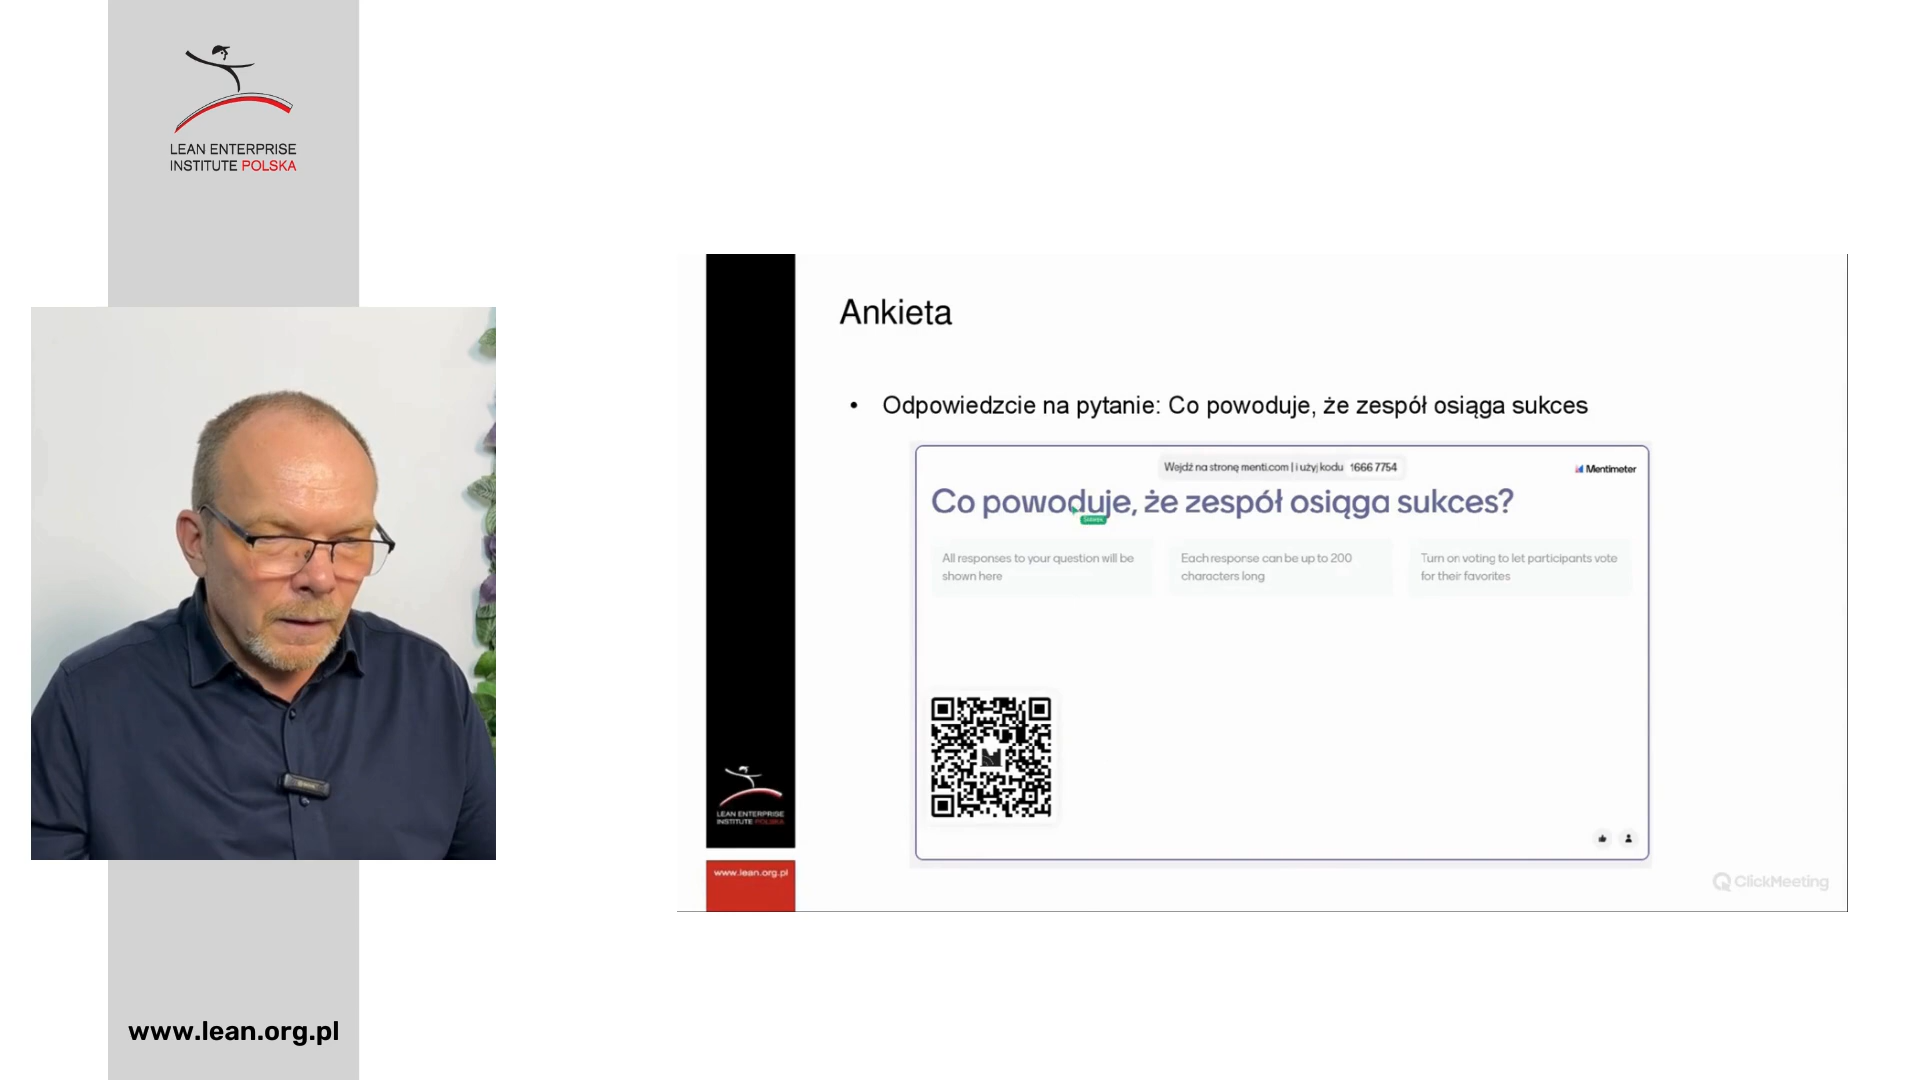 LEAN ENTERPRISE
INSTITUTE POLSKA
Ankieta
• Odpowiedzcie na pytanie: Co powoduje, że zespół osiąga sukces
Wejdź na stronę menti.com | i użyj kodu 1666 7754
Mentimeter
Co powoduje, że zespół osiąga sukces?
All responses to your question will be
shown here
Each response can be up to 200
characters long
Turn on voting to let participants vote
for their favorites
LEAN ENTERPRISE
INSTITUTE POLSKA
www.lean.org.pl
ClickMeeting
www.lean.org.pl